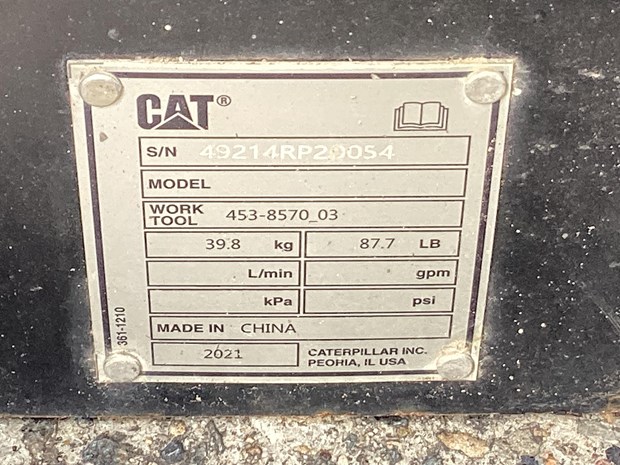 CAT®
S/N 49214RP20054
MODEL
WORK TOOL 453-8570_03
39.8 kg 87.7 LB
L/min gpm
kPa psi
MADE IN CHINA
2021 CATERPILLAR INC.
PEOHIA, IL USA
361-1210